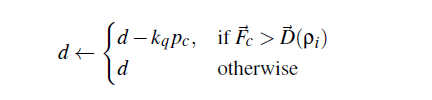 d ← { d − k_q p_c, if F⃗_c > D⃗(ρ_i)
d otherwise